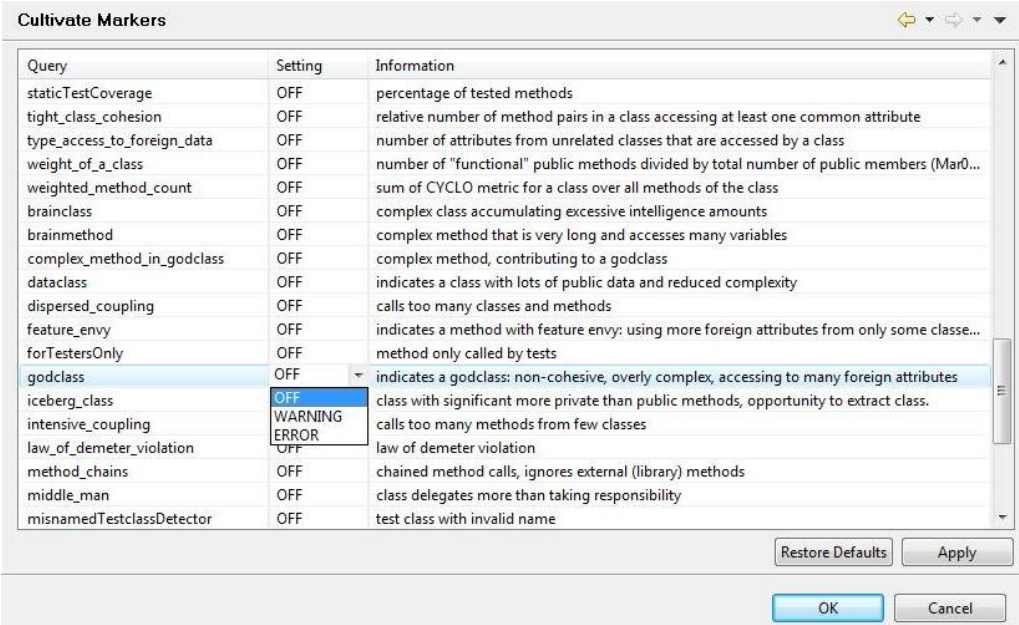 Cultivate Markers
Query Setting Information
staticTestCoverage OFF percentage of tested methods
tight_class_cohesion OFF relative number of method pairs in a class accessing at least one common attribute
type_access_to_foreign_data OFF number of attributes from unrelated classes that are accessed by a class
weight_of_a_class OFF number of "functional" public methods divided by total number of public members (Mar0...
weighted_method_count OFF sum of CYCLO metric for a class over all methods of the class
brainclass OFF complex class accumulating excessive intelligence amounts
brainmethod OFF complex method that is very long and accesses many variables
complex_method_in_godclass OFF complex method, contributing to a godclass
dataclass OFF indicates a class with lots of public data and reduced complexity
dispersed_coupling OFF calls too many classes and methods
feature_envy OFF indicates a method with feature envy: using more foreign attributes from only some classe...
forTestersOnly OFF method only called by tests
godclass OFF indicates a godclass: non-cohesive, overly complex, accessing to many foreign attributes
iceberg_class OFF class with significant more private than public methods, opportunity to extract class.
intensive_coupling WARNING calls too many methods from few classes
ERROR
law_of_demeter_violation OFF law of demeter violation
method_chains OFF chained method calls, ignores external (library) methods
middle_man OFF class delegates more than taking responsibility
misnamedTestclassDetector OFF test class with invalid name
Restore Defaults Apply
OK Cancel